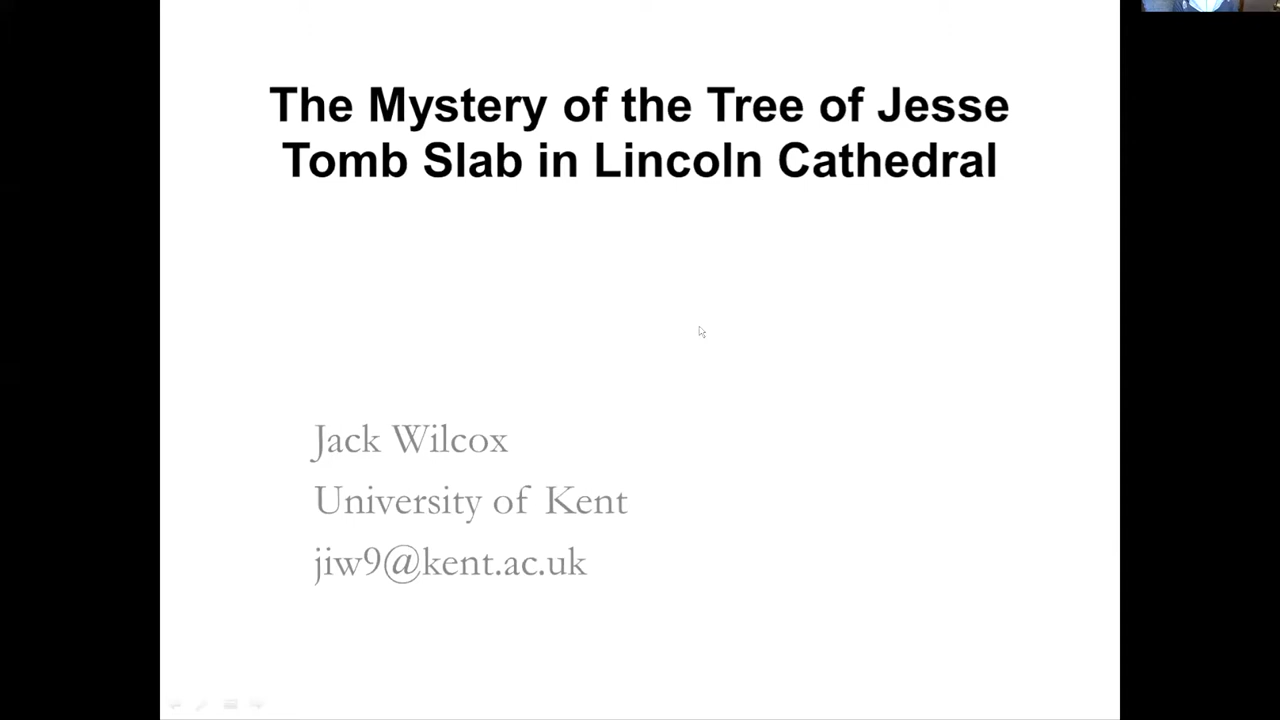 The Mystery of the Tree of Jesse
Tomb Slab in Lincoln Cathedral
Jack Wilcox
University of Kent
jiw9@kent.ac.uk